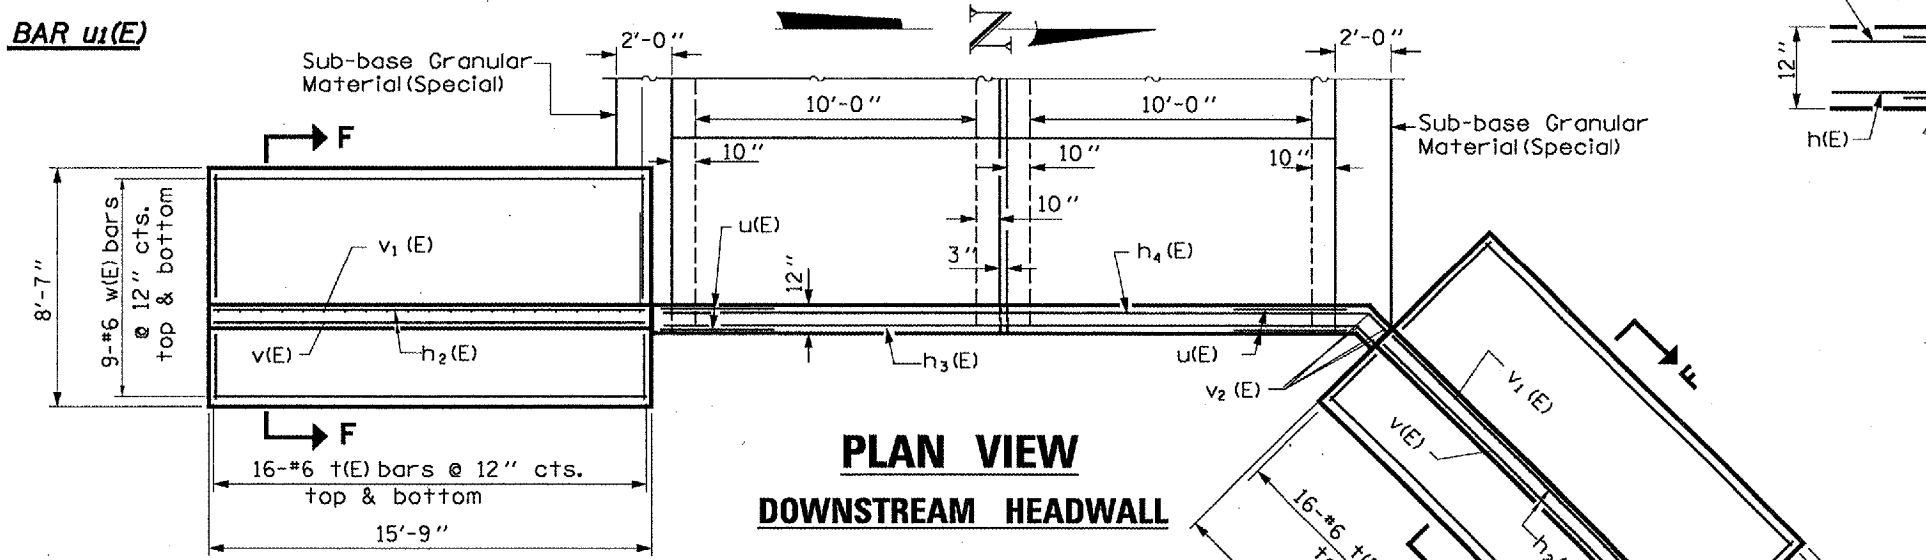 BAR u1(E)
Sub-base Granular
Material(Special)
2'-0"
N
2'-0"
12"
h(E)
10'-0"
10'-0"
Sub-base Granular
Material(Special)
F
10"
10"
10"
10"
8'-7"
9-#6 w(E) bars
@ 12" cts.
top & bottom
v1 (E)
u(E)
3"
12"
h4 (E)
v(E)
h2 (E)
h3 (E)
u(E)
v2 (E)
v1 (E)
v(E)
F
F
16-#6 t(E) bars @ 12" cts.
top & bottom
15'-9"
PLAN VIEW
DOWNSTREAM HEADWALL
16-#6